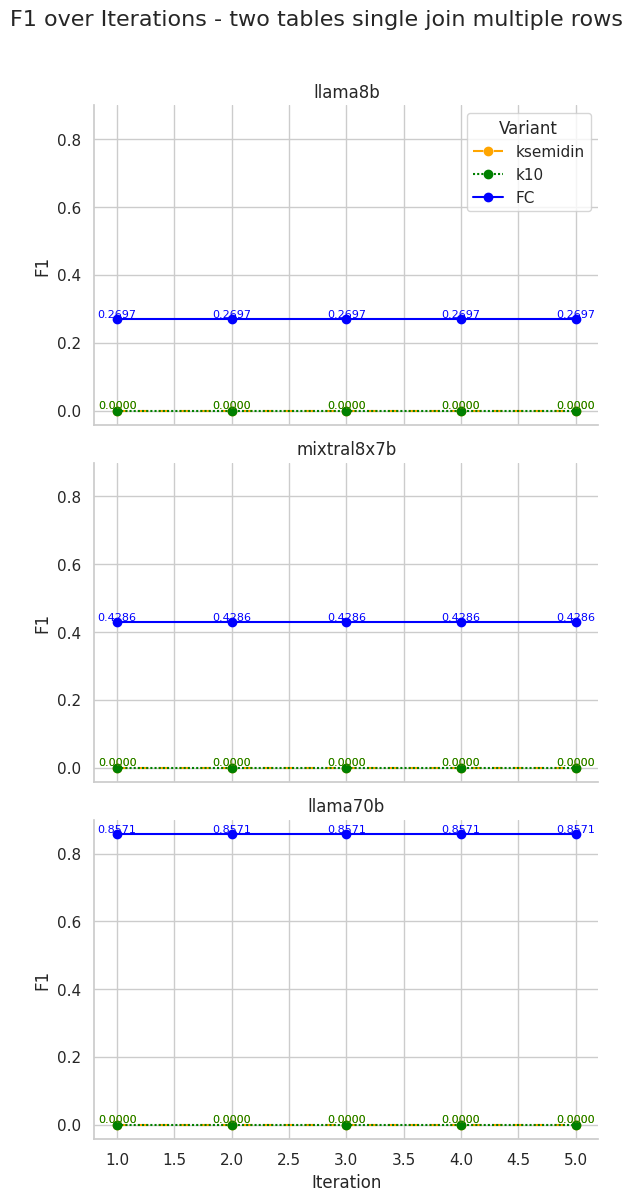 F1 over Iterations - two tables single join multiple rows
llama8b
Variant
ksemidin
k10
FC
F1
0.8
0.6
0.4
0.2
0.0
0.2697 0.2697 0.2697 0.2697 0.2697
0.0000 0.0000 0.0000 0.0000 0.0000
mixtral8x7b
F1
0.8
0.6
0.4
0.2
0.0
0.4286 0.4286 0.4286 0.4286 0.4286
0.0000 0.0000 0.0000 0.0000 0.0000
llama70b
F1
0.8
0.6
0.4
0.2
0.0
0.8571 0.8571 0.8571 0.8571 0.8571
0.0000 0.0000 0.0000 0.0000 0.0000
1.0 1.5 2.0 2.5 3.0 3.5 4.0 4.5 5.0
Iteration